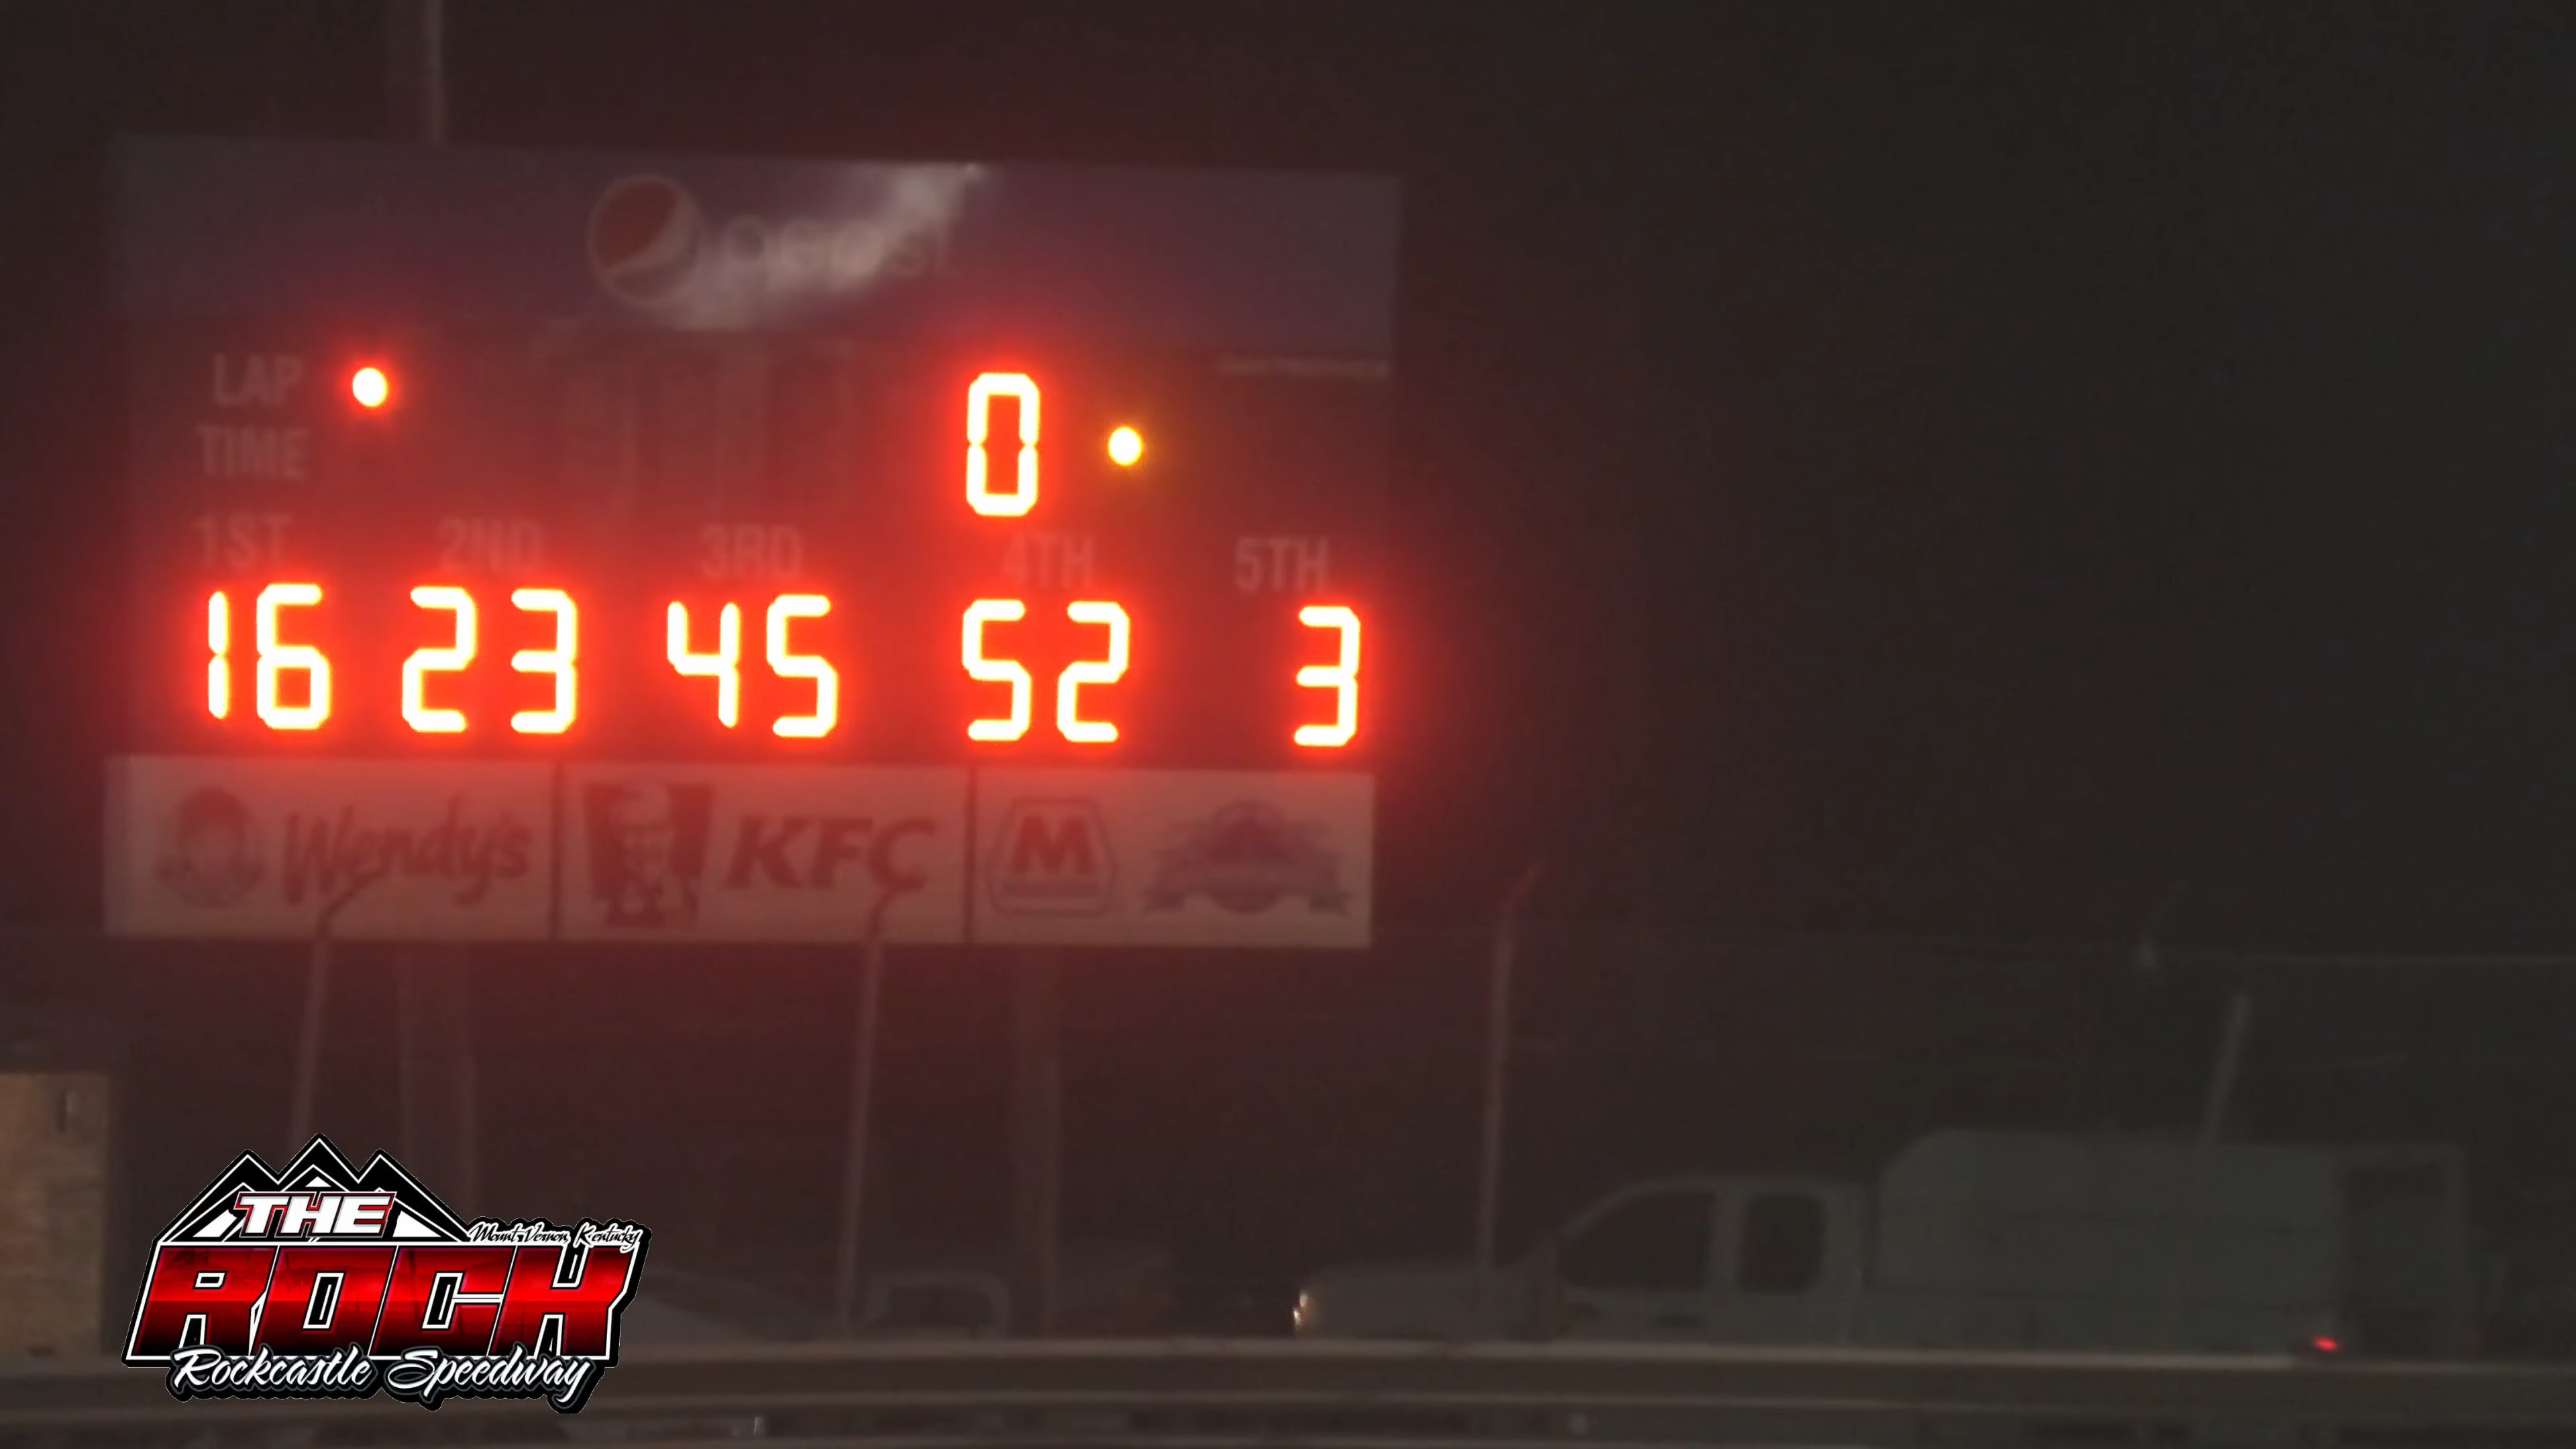 pepsi
LAP
0
TIME
1ST 2ND 3RD 4TH 5TH
16 23 45 52 3
Wendy's KFC M
THE
Mount Vernon, Kentucky
ROCK
Rockcastle Speedway